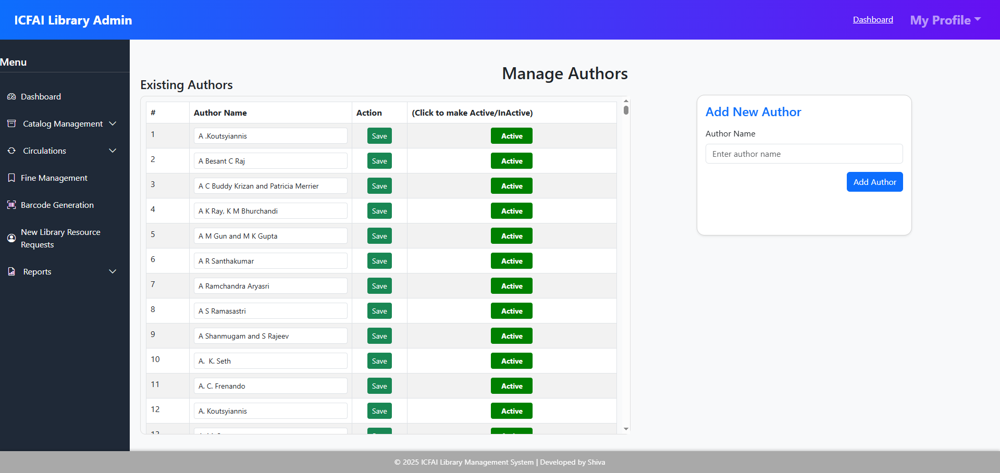 ICFAI Library Admin
Dashboard
My Profile
Menu
Dashboard
Catalog Management
Circulations
Fine Management
Barcode Generation
New Library Resource
Requests
Reports
Manage Authors
Existing Authors
# Author Name Action (Click to make Active/InActive)
1 A .Koutsyiannis Save Active
2 A Besant C Raj Save Active
3 A C Buddy Krizan and Patricia Merrier Save Active
4 A K Ray, K M Bhurchandi Save Active
5 A M Gun and M K Gupta Save Active
6 A R Santhakumar Save Active
7 A Ramchandra Aryasri Save Active
8 A S Ramasastri Save Active
9 A Shanmugam and S Rajeev Save Active
10 A.  K. Seth Save Active
11 A. C. Frenando Save Active
12 A. Koutsyiannis Save Active
Add New Author
Author Name
Enter author name
Add Author
© 2025 ICFAI Library Management System | Developed by Shiva